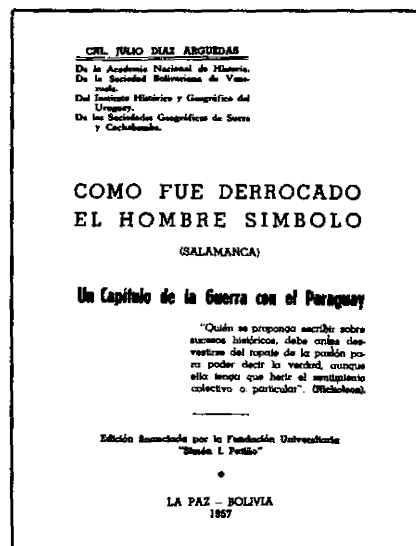 CNL. JULIO DIAZ ARGUEDAS
De la Academia Nacional de Historia.
De la Sociedad Bolivariana de Vene-
zuela.
Del Instituto Histórico y Geográfico del
Uruguay.
De las Sociedades Geográficas de Sucre
y Cochabamba.
COMO FUE DERROCADO
EL HOMBRE SIMBOLO
(SALAMANCA)
Un Capítulo de la Guerra con el Paraguay
"Quién se proponga escribir sobre
sucesos históricos, debe antes des-
vestirse del ropaje de la pasión pa-
ra poder decir la verdad, aunque
ella tenga que herir el sentimiento
colectivo o particular". (Nicholson).
Edición financiada por la Fundación Universitaria
"Simón I. Patiño"
LA PAZ – BOLIVIA
1957